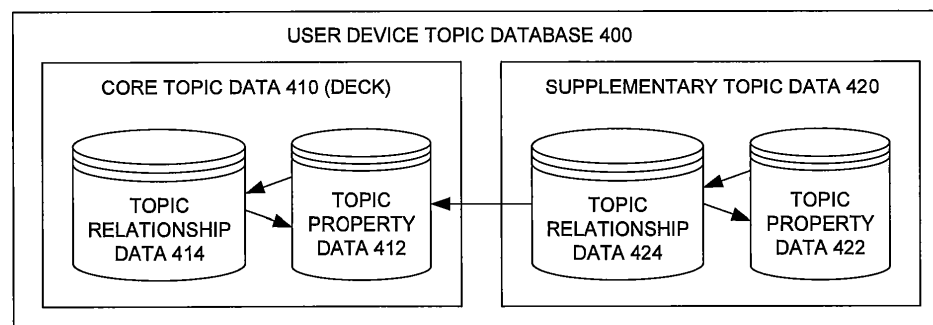 USER DEVICE TOPIC DATABASE 400
CORE TOPIC DATA 410 (DECK)
TOPIC
RELATIONSHIP
DATA 414
TOPIC
PROPERTY
DATA 412
SUPPLEMENTARY TOPIC DATA 420
TOPIC
RELATIONSHIP
DATA 424
TOPIC
PROPERTY
DATA 422